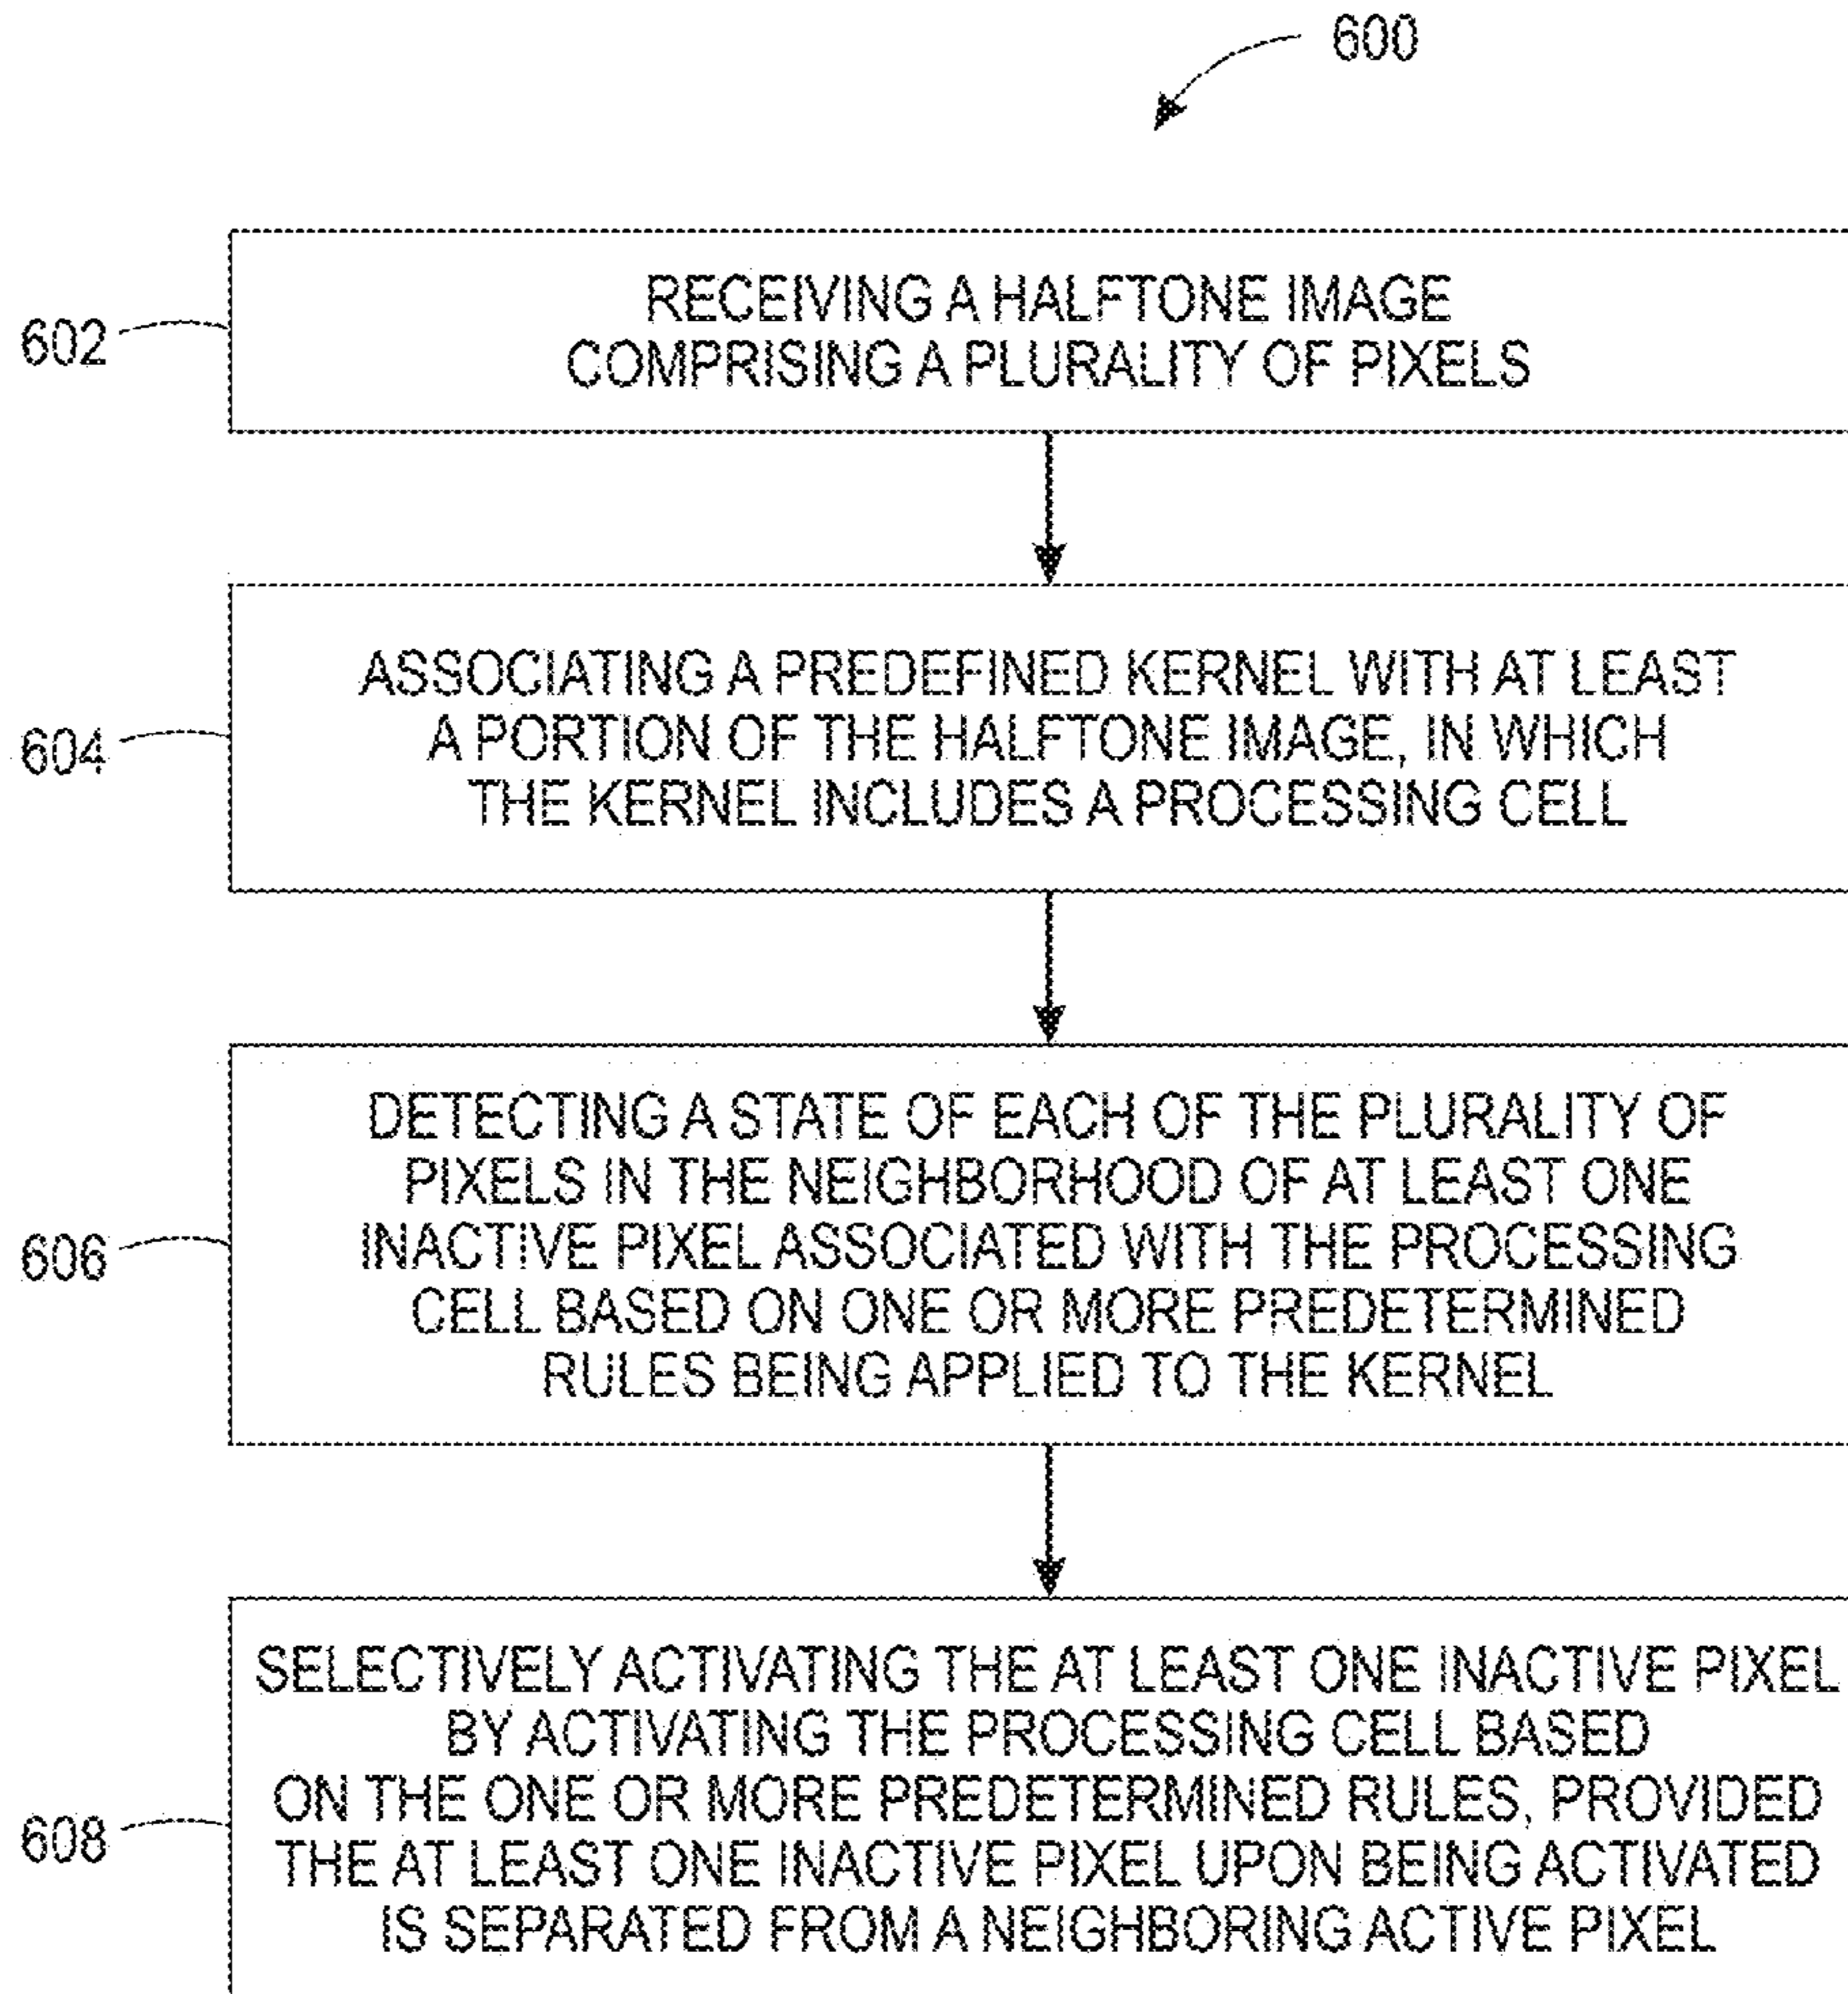 600
602
RECEIVING A HALFTONE IMAGE
COMPRISING A PLURALITY OF PIXELS
604
ASSOCIATING A PREDEFINED KERNEL WITH AT LEAST
A PORTION OF THE HALFTONE IMAGE, IN WHICH
THE KERNEL INCLUDES A PROCESSING CELL
606
DETECTING A STATE OF EACH OF THE PLURALITY OF
PIXELS IN THE NEIGHBORHOOD OF AT LEAST ONE
INACTIVE PIXEL ASSOCIATED WITH THE PROCESSING
CELL BASED ON ONE OR MORE PREDETERMINED
RULES BEING APPLIED TO THE KERNEL
608
SELECTIVELY ACTIVATING THE AT LEAST ONE INACTIVE PIXEL
BY ACTIVATING THE PROCESSING CELL BASED
ON THE ONE OR MORE PREDETERMINED RULES, PROVIDED
THE AT LEAST ONE INACTIVE PIXEL UPON BEING ACTIVATED
IS SEPARATED FROM A NEIGHBORING ACTIVE PIXEL